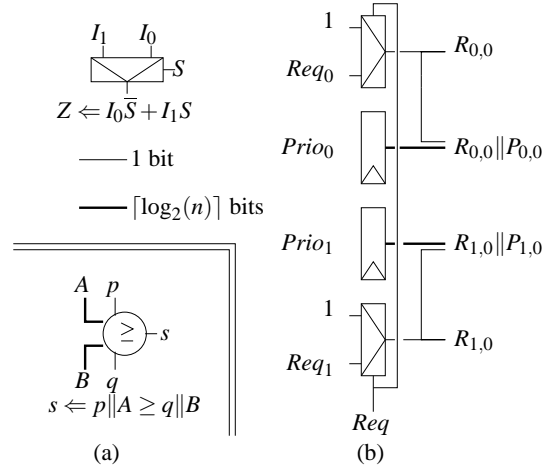 I₁ I₀
S
Z ⇐ I₀S̅ + I₁S
1 bit
⌈log₂(n)⌉ bits
A p
≥ s
B q
s ⇐ p∥A ≥ q∥B
(a)
1
Req₀
R₀,₀
Prio₀
R₀,₀∥P₀,₀
Prio₁
R₁,₀∥P₁,₀
1
Req₁
R₁,₀
Req
(b)